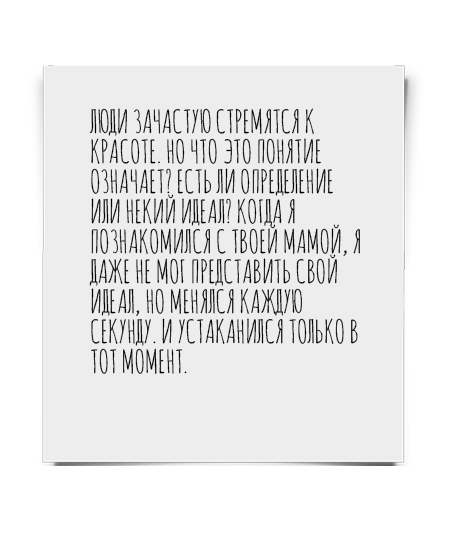 ЛЮДИ ЗАЧАСТУЮ СТРЕМЯТСЯ К
КРАСОТЕ. НО ЧТО ЭТО ПОНЯТИЕ
ОЗНАЧАЕТ? ЕСТЬ ЛИ ОПРЕДЕЛЕНИЕ
ИЛИ НЕКИЙ ИДЕАЛ? КОГДА Я
ПОЗНАКОМИЛСЯ С ТВОЕЙ МАМОЙ, Я
ДАЖЕ НЕ МОГ ПРЕДСТАВИТЬ СВОЙ
ИДЕАЛ, НО МЕНЯЛСЯ КАЖДУЮ
СЕКУНДУ. И УСТАКАНИЛСЯ ТОЛЬКО В
ТОТ МОМЕНТ.